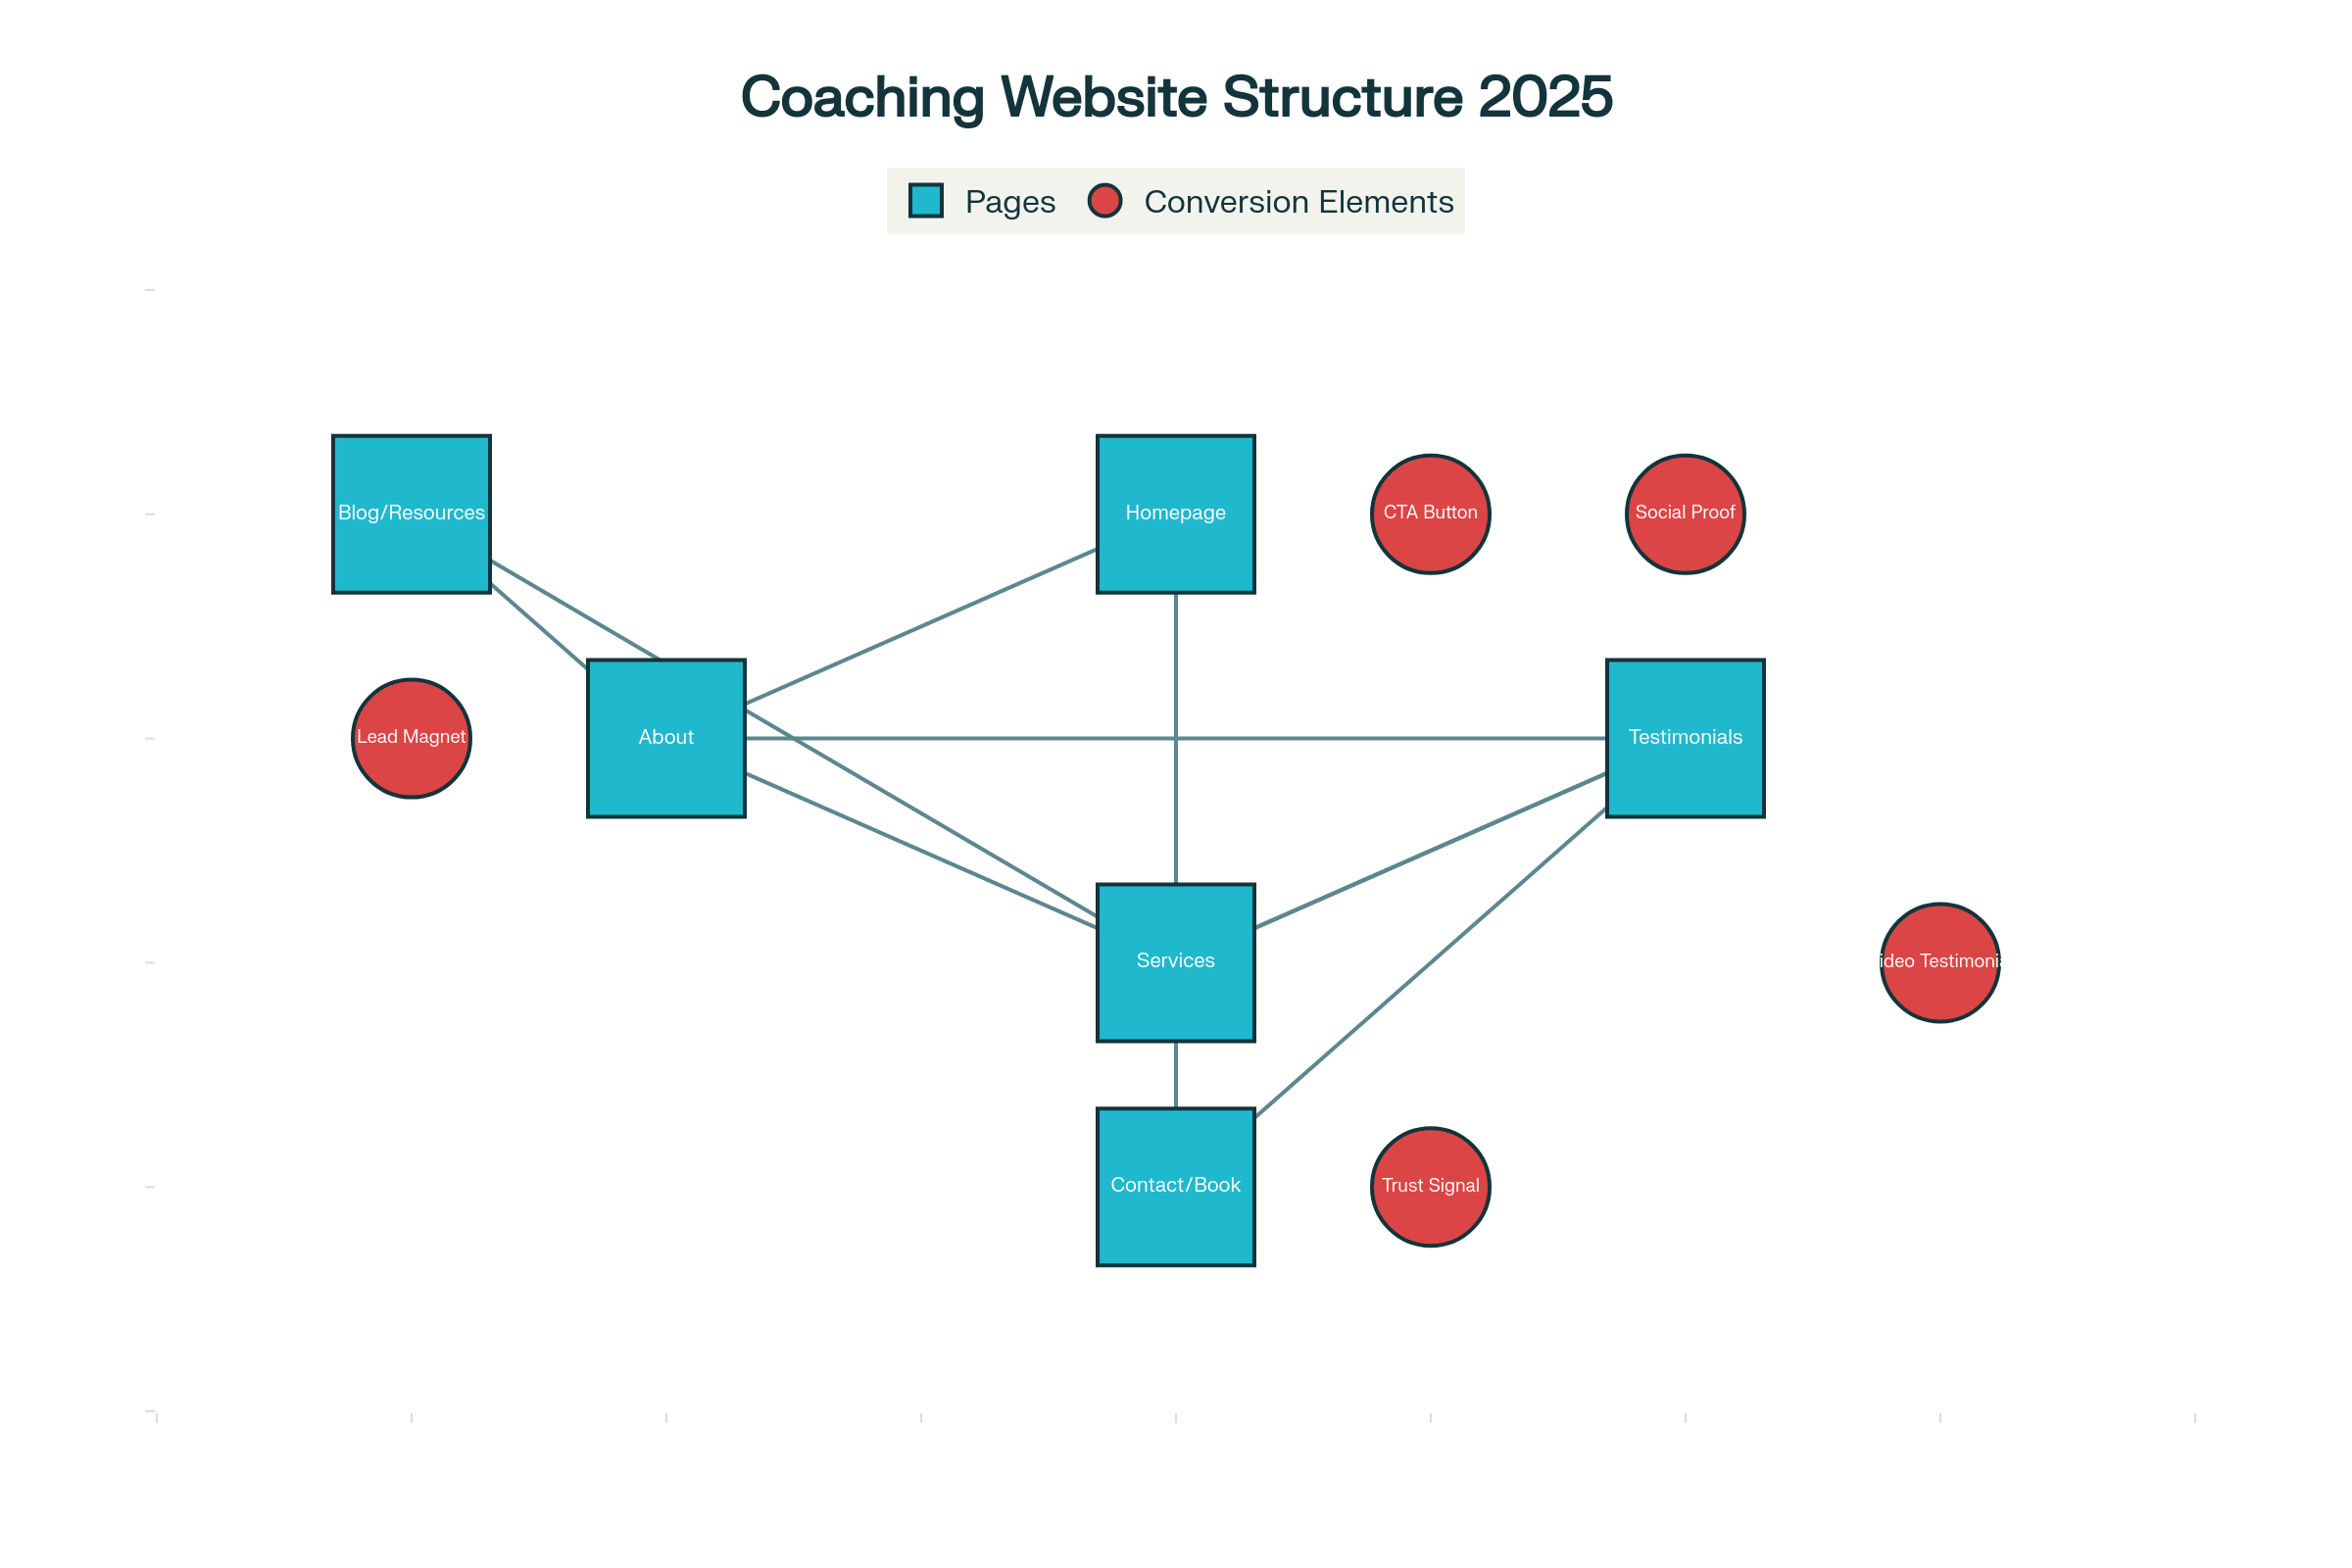 Coaching Website Structure 2025
Pages
Conversion Elements
Blog/Resources
Homepage
CTA Button
Social Proof
Lead Magnet
About
Testimonials
Services
ideo Testimonia
Contact/Book
Trust Signal